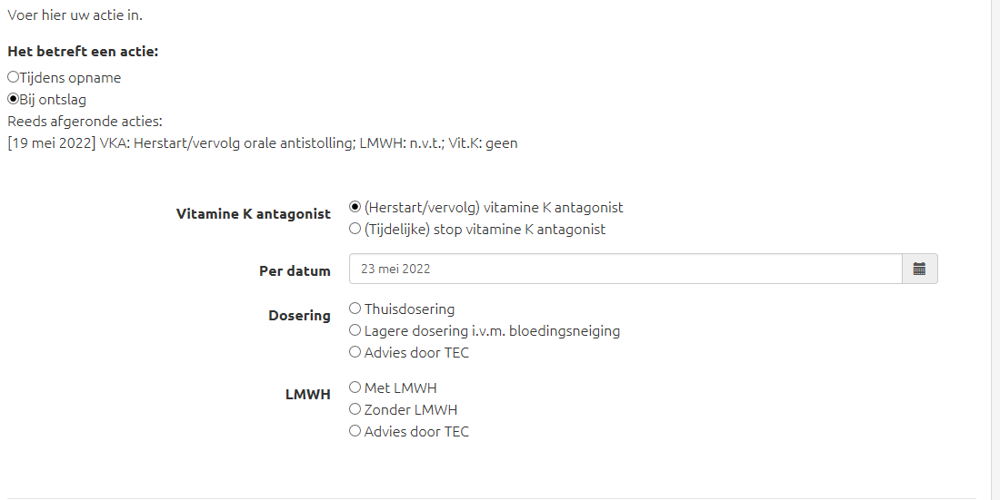 Voer hier uw actie in.
Het betreft een actie:
Tijdens opname
Bij ontslag
Reeds afgeronde acties:
[19 mei 2022] VKA: Herstart/vervolg orale antistolling; LMWH: n.v.t.; Vit.K: geen
Vitamine K antagonist
(Herstart/vervolg) vitamine K antagonist
(Tijdelijke) stop vitamine K antagonist
Per datum
23 mei 2022
Dosering
Thuisdosering
Lagere dosering i.v.m. bloedingsneiging
Advies door TEC
LMWH
Met LMWH
Zonder LMWH
Advies door TEC